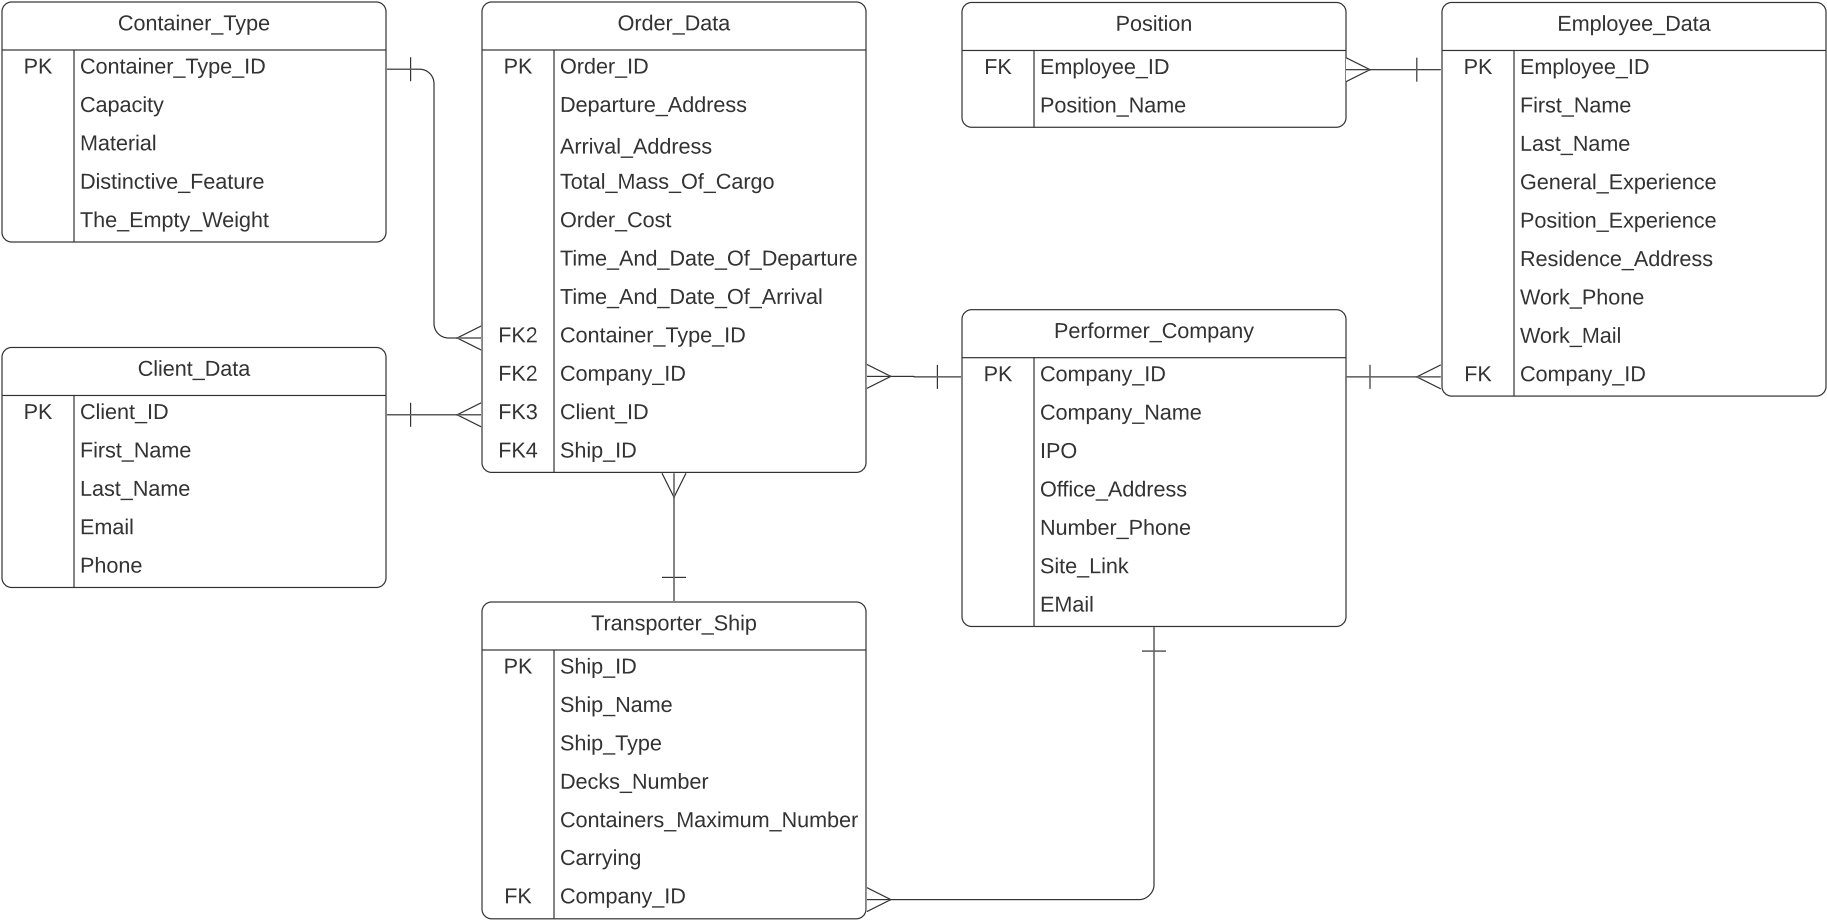 Container_Type
PK Container_Type_ID
Capacity
Material
Distinctive_Feature
The_Empty_Weight
Client_Data
PK Client_ID
First_Name
Last_Name
Email
Phone
Order_Data
PK Order_ID
Departure_Address
Arrival_Address
Total_Mass_Of_Cargo
Order_Cost
Time_And_Date_Of_Departure
Time_And_Date_Of_Arrival
FK2 Container_Type_ID
FK2 Company_ID
FK3 Client_ID
FK4 Ship_ID
Transporter_Ship
PK Ship_ID
Ship_Name
Ship_Type
Decks_Number
Containers_Maximum_Number
Carrying
FK Company_ID
Position
FK Employee_ID
Position_Name
Performer_Company
PK Company_ID
Company_Name
IPO
Office_Address
Number_Phone
Site_Link
EMail
Employee_Data
PK Employee_ID
First_Name
Last_Name
General_Experience
Position_Experience
Residence_Address
Work_Phone
Work_Mail
FK Company_ID